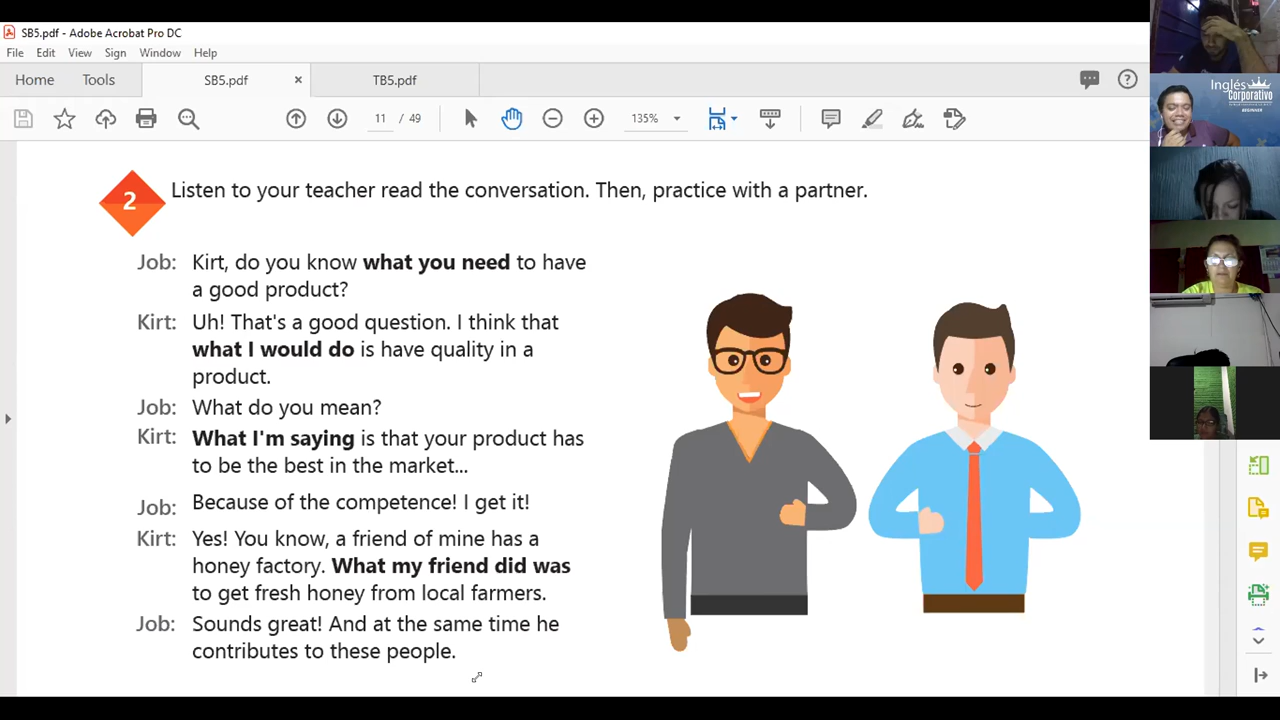 SB5.pdf - Adobe Acrobat Pro DC
File Edit View Sign Window Help
Home Tools SB5.pdf × TB5.pdf
11 / 49 135%
Inglés
Corporativo
BEGINNER
2 Listen to your teacher read the conversation. Then, practice with a partner.
Job: Kirt, do you know what you need to have
a good product?
Kirt: Uh! That's a good question. I think that
what I would do is have quality in a
product.
Job: What do you mean?
Kirt: What I'm saying is that your product has
to be the best in the market...
Job: Because of the competence! I get it!
Kirt: Yes! You know, a friend of mine has a
honey factory. What my friend did was
to get fresh honey from local farmers.
Job: Sounds great! And at the same time he
contributes to these people.